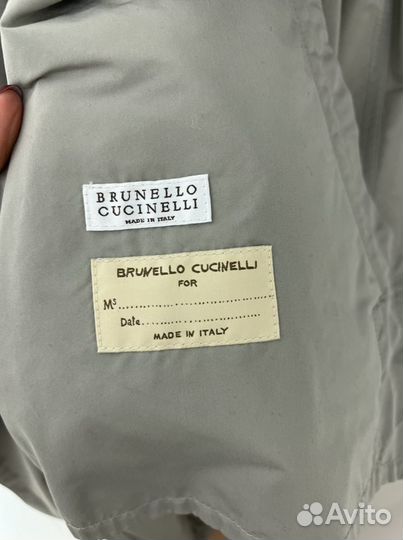 BRUNELLO
CUCINELLI
MADE IN ITALY
BRUNELLO CUCINELLI
FOR
Ms..............................
Date..........................
MADE IN ITALY
Avito